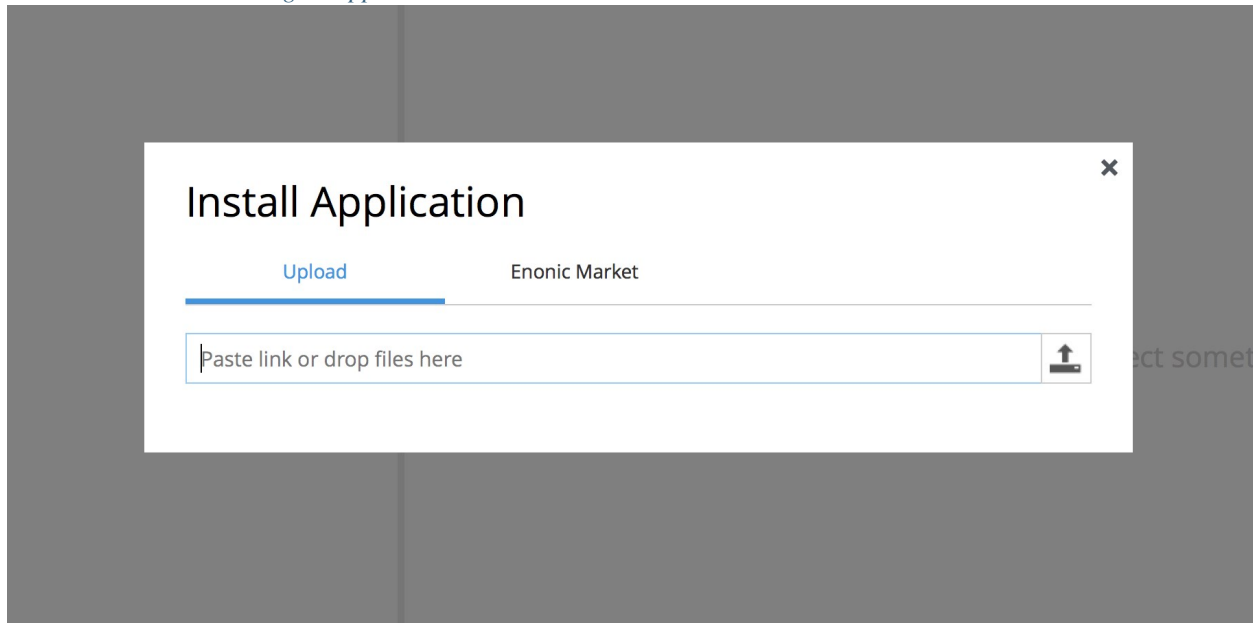 Install Application
Upload Enonic Market
Paste link or drop files here